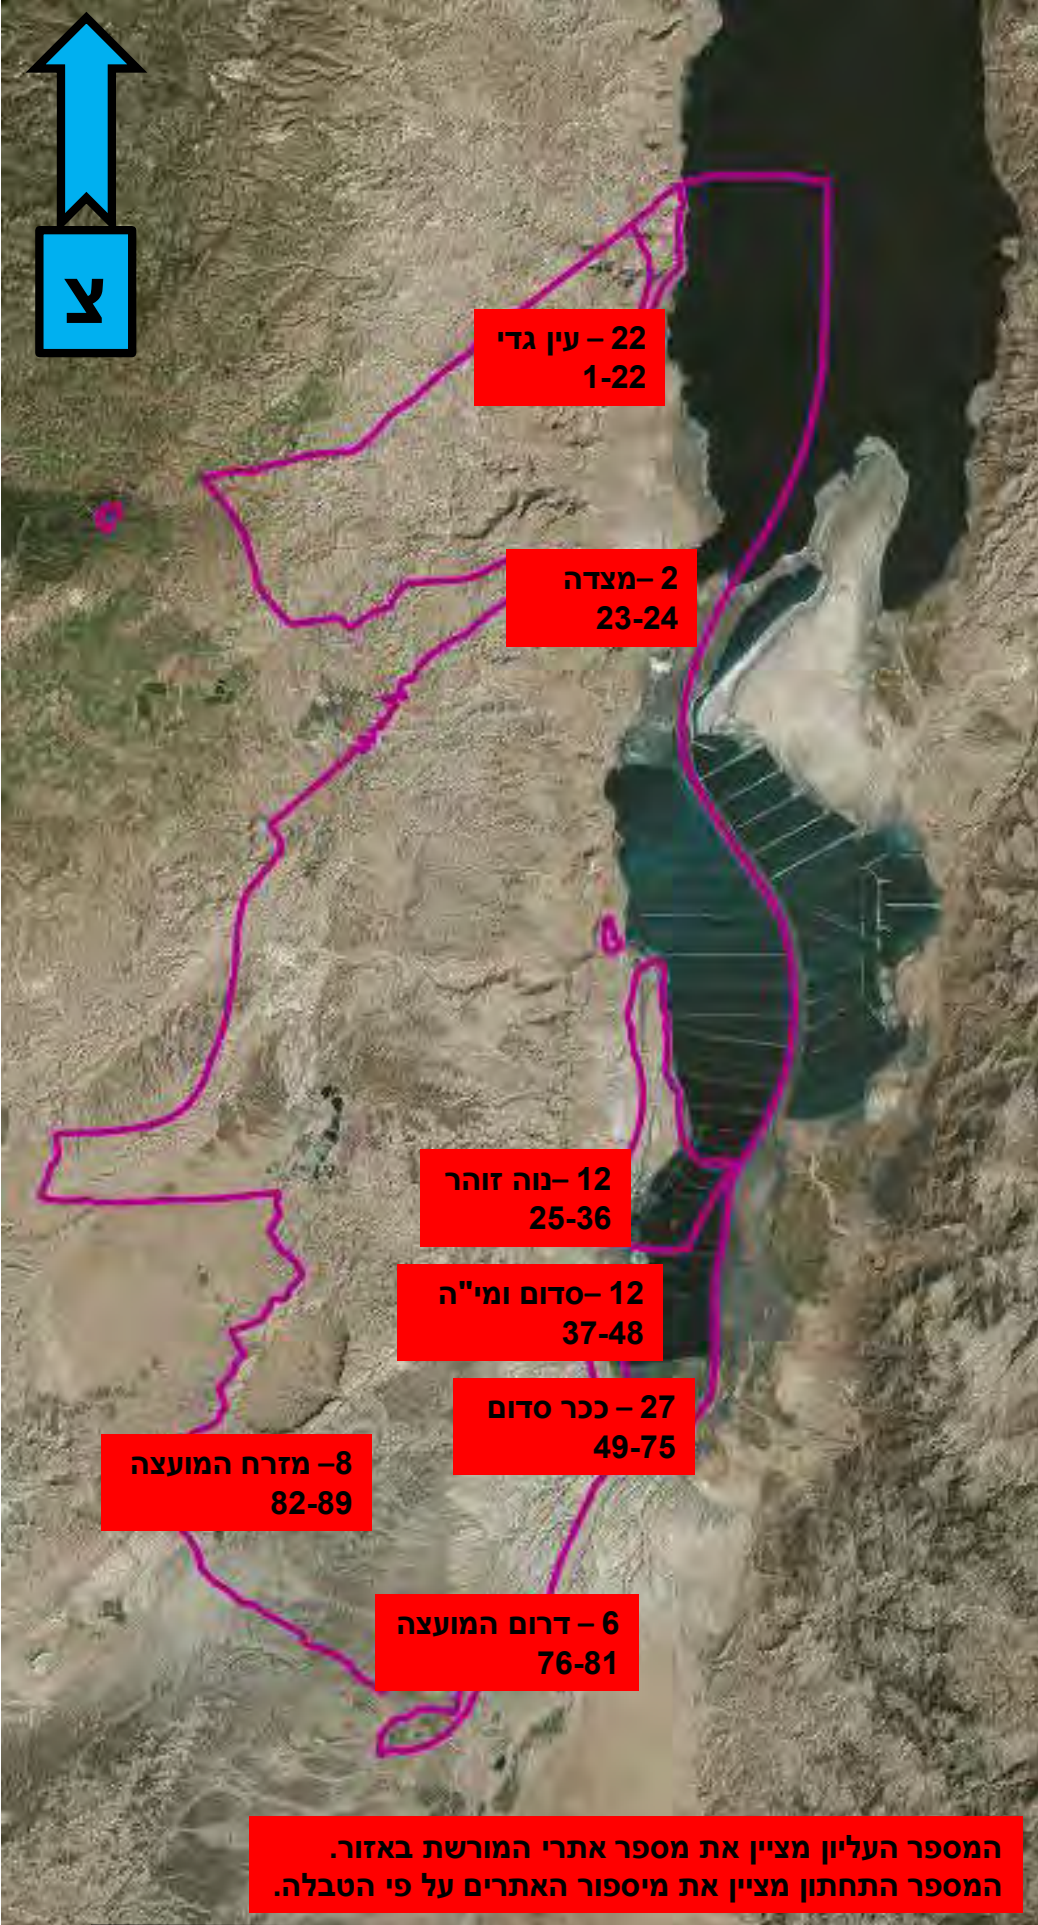 צ
22 – עין גדי
1-22
2 –מצדה
23-24
12 –נוה זוהר
25-36
12 –סדום ומי"ה
37-48
27 – ככר סדום
49-75
8– מזרח המועצה
82-89
6 – דרום המועצה
76-81
המספר העליון מציין את מספר אתרי המורשת באזור.
המספר התחתון מציין את מיספור האתרים על פי הטבלה.